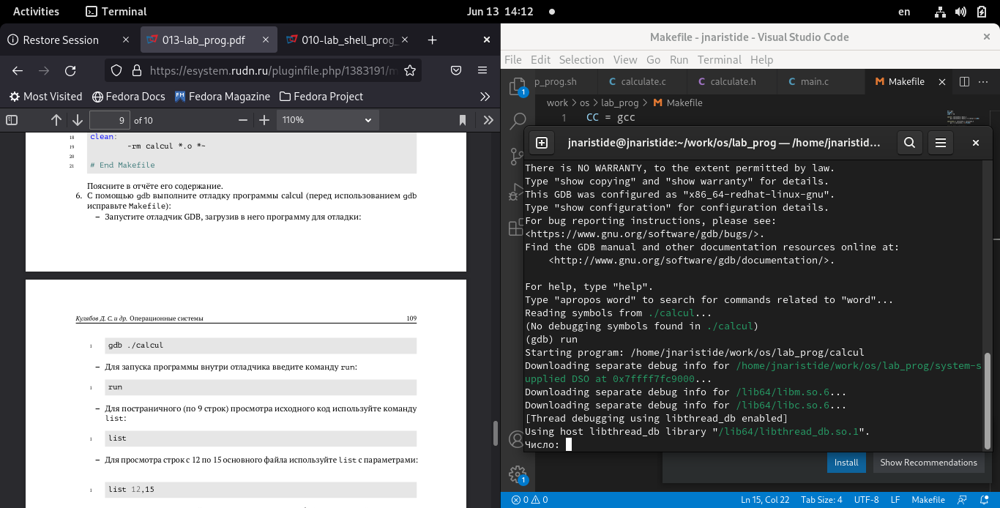 Activities
Terminal
Jun 13 14:12
en
Restore Session
013-lab_prog.pdf
010-lab_shell_prog_
https://esystem.rudn.ru/pluginfile.php/1383191/m
Most Visited
Fedora Docs
Fedora Magazine
Fedora Project
9
of 10
110%
18 clean:
19 -rm calcul *.o *~
20
21 # End Makefile
Поясните в отчёте его содержание.
6. С помощью gdb выполните отладку программы calcul (перед использованием gdb
исправьте Makefile):
– Запустите отладчик GDB, загрузив в него программу для отладки:
Кулябов Д. С. и др. Операционные системы 109
1 gdb ./calcul
– Для запуска программы внутри отладчика введите команду run:
1 run
– Для постраничного (по 9 строк) просмотра исходного код используйте команду
list:
1 list
– Для просмотра строк с 12 по 15 основного файла используйте list с параметрами:
1 list 12,15
Makefile - jnaristide - Visual Studio Code
File Edit Selection View Go Run Terminal Help
p_prog.sh
calculate.c
calculate.h
main.c
Makefile
work > os > lab_prog > Makefile
1 CC = gcc
1
jnaristide@jnaristide:~/work/os/lab_prog — /home/jnaristid...
There is NO WARRANTY, to the extent permitted by law.
Type "show copying" and "show warranty" for details.
This GDB was configured as "x86_64-redhat-linux-gnu".
Type "show configuration" for configuration details.
For bug reporting instructions, please see:
<https://www.gnu.org/software/gdb/bugs/>.
Find the GDB manual and other documentation resources online at:
<http://www.gnu.org/software/gdb/documentation/>.
For help, type "help".
Type "apropos word" to search for commands related to "word"...
Reading symbols from ./calcul...
(No debugging symbols found in ./calcul)
(gdb) run
Starting program: /home/jnaristide/work/os/lab_prog/calcul
Downloading separate debug info for /home/jnaristide/work/os/lab_prog/system-s
upplied DSO at 0x7ffff7fc9000...
Downloading separate debug info for /lib64/libm.so.6...
Downloading separate debug info for /lib64/libc.so.6...
[Thread debugging using libthread_db enabled]
Using host libthread_db library "/lib64/libthread_db.so.1".
Число:
Install
Show Recommendations
1
0 0
Ln 15, Col 22
Tab Size: 4
UTF-8
LF
Makefile